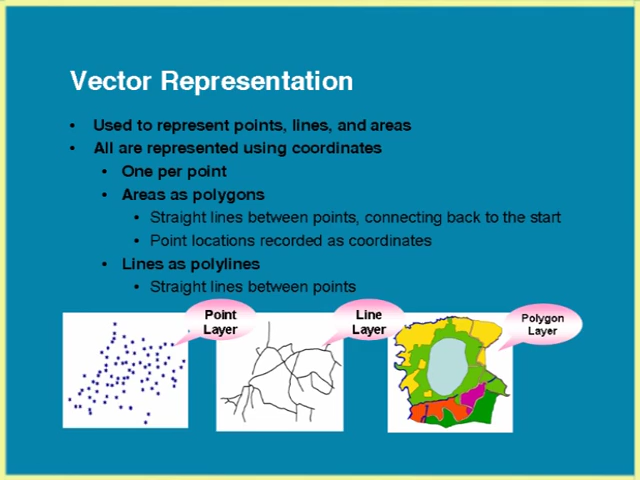 Vector Representation
• Used to represent points, lines, and areas
• All are represented using coordinates
• One per point
• Areas as polygons
• Straight lines between points, connecting back to the start
• Point locations recorded as coordinates
• Lines as polylines
• Straight lines between points
Point
Layer
Line
Layer
Polygon
Layer